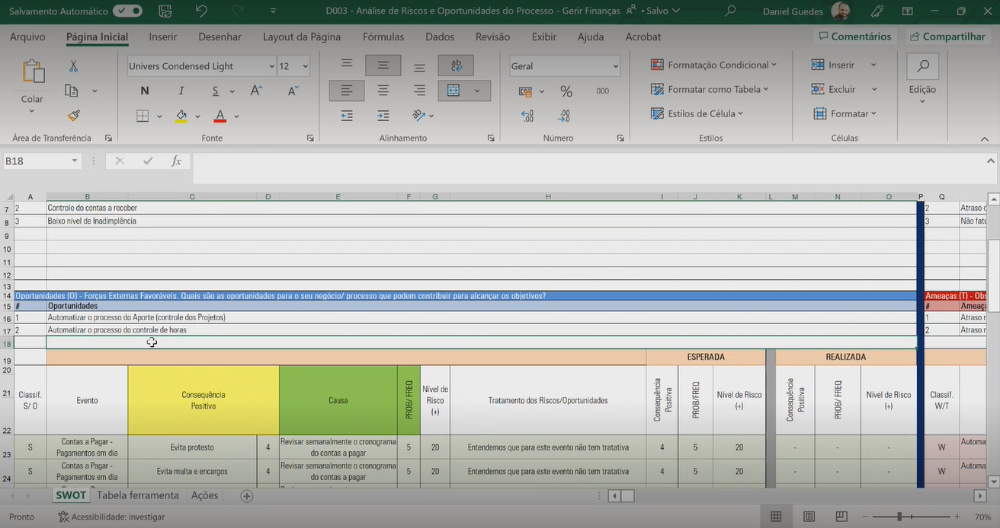 Salvamento Automático
D003 - Análise de Riscos e Oportunidades do Processo - Gerir Finanças • Salvo
Daniel Guedes
Arquivo Página Inicial Inserir Desenhar Layout da Página Fórmulas Dados Revisão Exibir Ajuda Acrobat Comentários Compartilhar
Colar
Univers Condensed Light 12
N I S A A
A
ab
Geral
% 000
,00
,00
Formatação Condicional
Formatar como Tabela
Estilos de Célula
Inserir
Excluir
Formatar
Edição
Área de Transferência Fonte Alinhamento Número Estilos Células
B18 fx
A B C D E F G H I J K L M N O P Q
7 2 Controle do contas a receber 2 Atraso
8 3 Baixo nível de Inadimplência 3 Não
9
10
11
12
13
14 Oportunidades (O) - Forças Externas Favoráveis. Quais são as oportunidades para o seu negócio/ processo que podem contribuir para alcançar os objetivos? Ameaças (T) - Obs
15 # Oportunidades # Ameaç
16 1 Automatizar o processo do Aporte (controle dos Projetos) 1 Atraso
17 2 Automatizar o processo do controle de horas 2 Atraso
18
19 ESPERADA REALIZADA
20
21
22
Classif. S/ O
Evento
Consequência Positiva
Causa
PROB/ FREQ
Nível de Risco (+)
Tratamento dos Riscos/Oportunidades
Consequência Positiva
PROB/FREQ
Nível de Risco (+)
Consequência Positiva
PROB/ FREQ
Nível de Risco (+)
Classif. W/T
23 S Contas a Pagar - Pagamentos em dia Evita protesto 4 Revisar semanalmente o cronograma do contas a pagar 5 20 Entendemos que para este evento não tem tratativa 4 5 20 - - - W Automa
24 S Contas a Pagar - Pagamentos em dia Evita multa e encargos 4 Revisar semanalmente o cronograma do contas a pagar 5 20 Entendemos que para este evento não tem tratativa 4 5 20 - - - W Automa
SWOT Tabela ferramenta Ações
Pronto Acessibilidade: investigar 70%